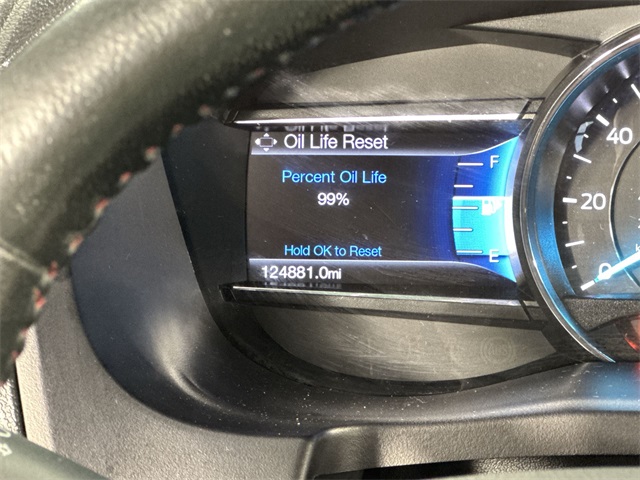 Oil Life Reset
Percent Oil Life
99%
Hold OK to Reset
124881.0mi
F
E
40
20
0